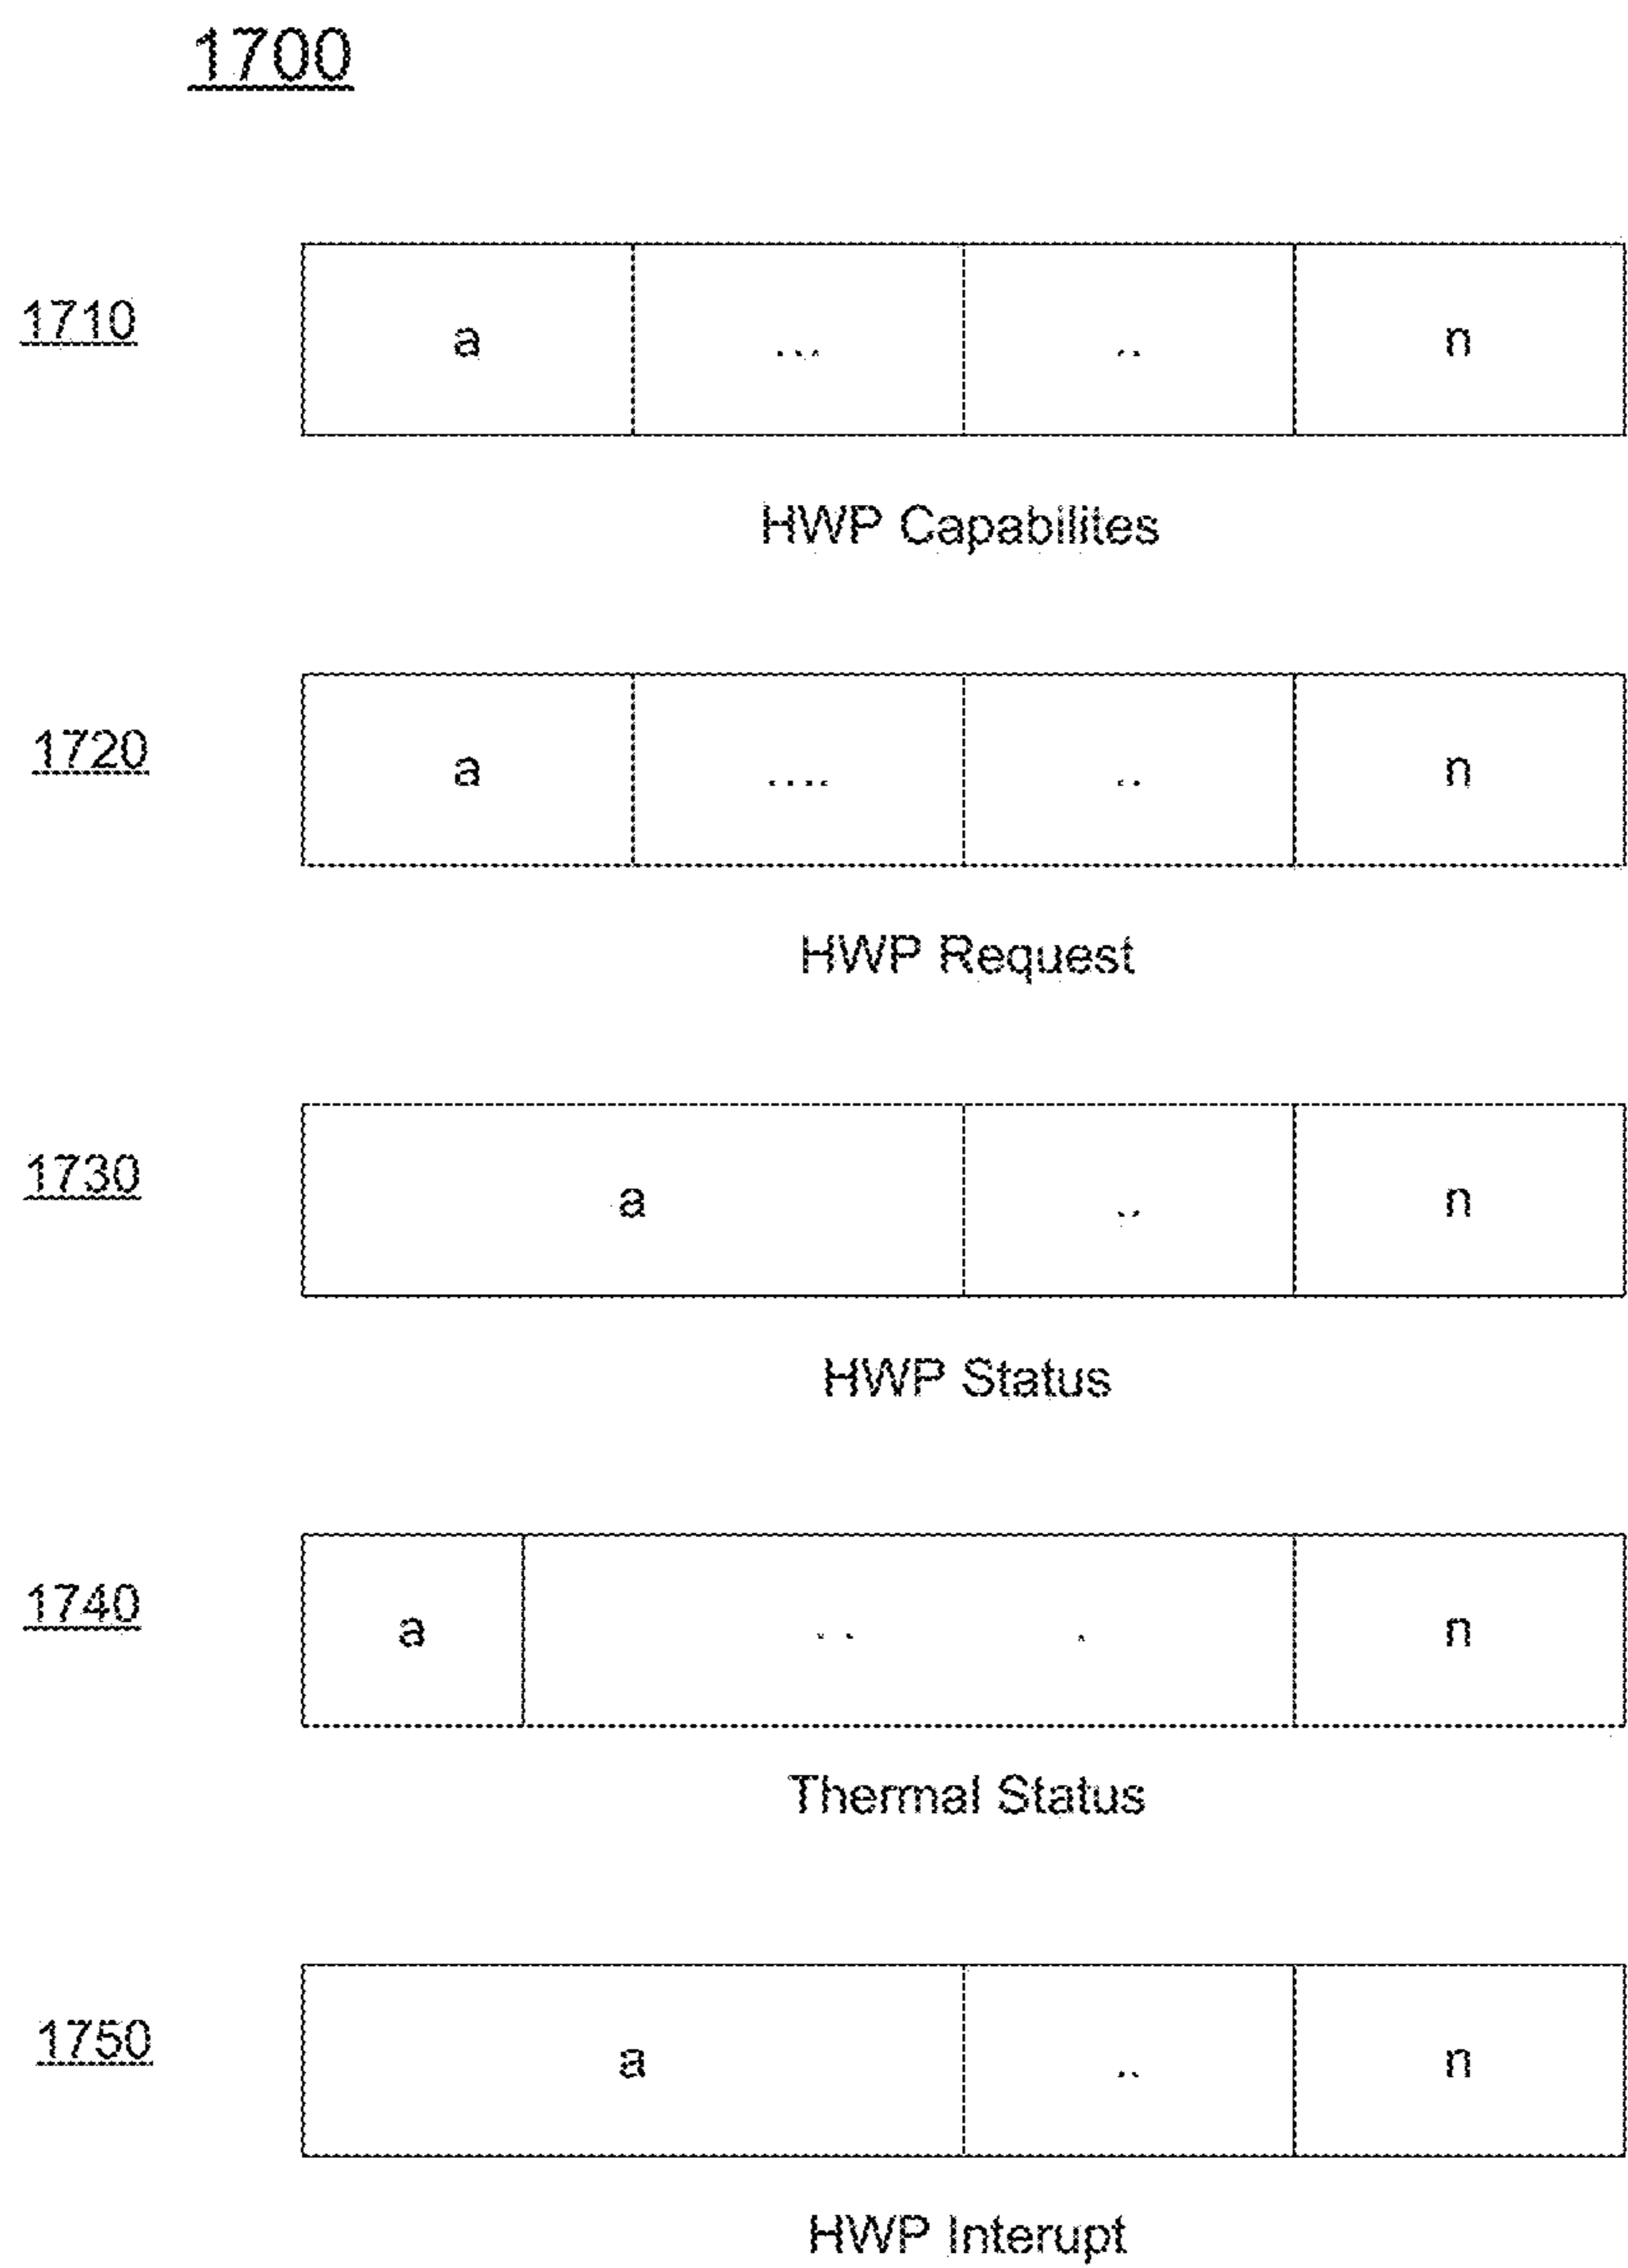 1700
1710
a ... .. n
HWP Capabilites
1720
a .... .. n
HWP Request
1730
a .. n
HWP Status
1740
a .. . n
Thermal Status
1750
a .. n
HWP Interupt